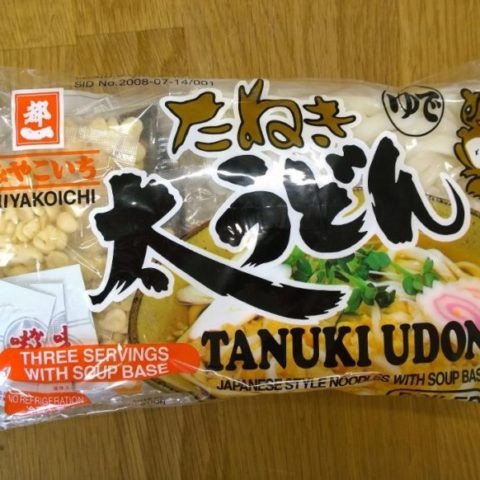 SID No.2008-07-14/001
都一
みやこいち
MIYAKOICHI
たぬき
ゆで
太うどん
THREE SERVINGS
WITH SOUP BASE
NO REFRIGERATION
TANUKI UDON
JAPANESE STYLE NOODLES WITH SOUP BASE